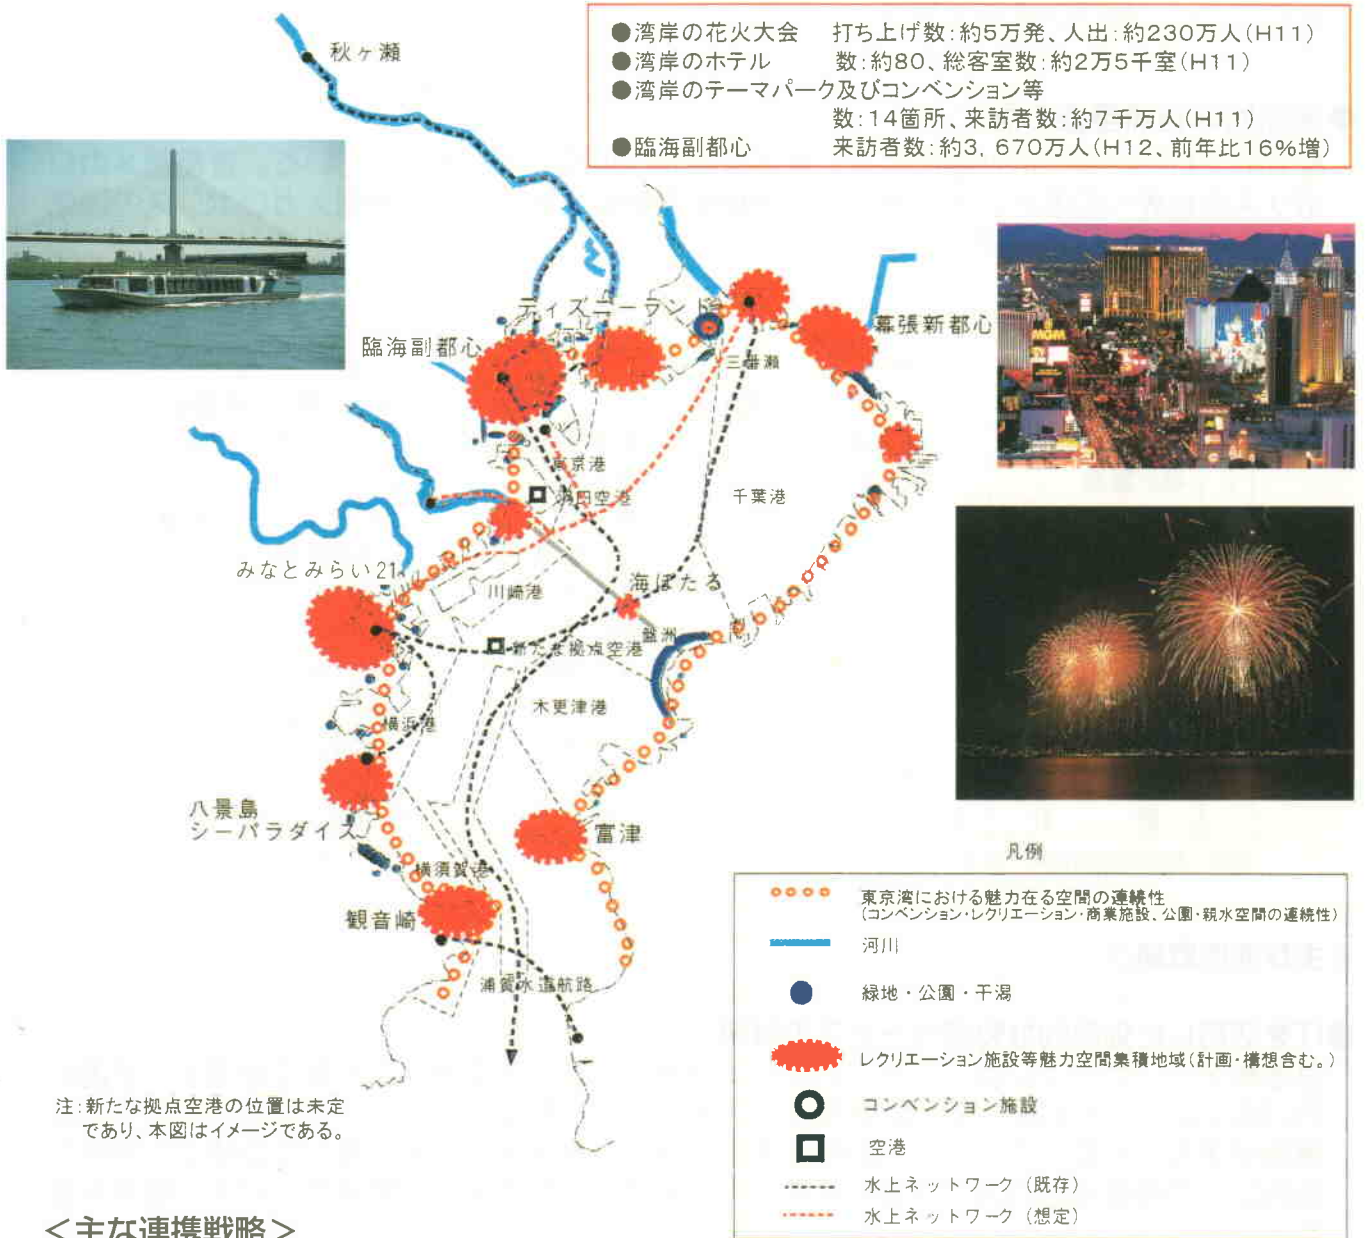 ●湾岸の花火大会 打ち上げ数:約5万発、人出:約230万人(H11)
●湾岸のホテル 数:約80、総客室数:約2万5千室(H11)
●湾岸のテーマパーク及びコンベンション等
数:14箇所、来訪者数:約7千万人(H11)
●臨海副都心 来訪者数:約3,670万人(H12、前年比16%増)
秋ヶ瀬
ディズニーランド
幕張新都心
臨海副都心
三番瀬
MGM
東京港
羽田空港
千葉港
みなとみらい21
川崎港
海ほたる
盤洲
新たな拠点空港
木更津港
横浜港
八景島
シーパラダイス
富津
横須賀港
観音崎
浦賀水道航路
凡例
東京湾における魅力在る空間の連続性
(コンベンション・レクリエーション・商業施設、公園・親水空間の連続性)
河川
緑地・公園・干潟
レクリエーション施設等魅力空間集積地域(計画・構想含む。)
コンベンション施設
空港
水上ネットワーク(既存)
水上ネットワーク(想定)
注:新たな拠点空港の位置は未定
であり、本図はイメージである。
<主な連携戦略>